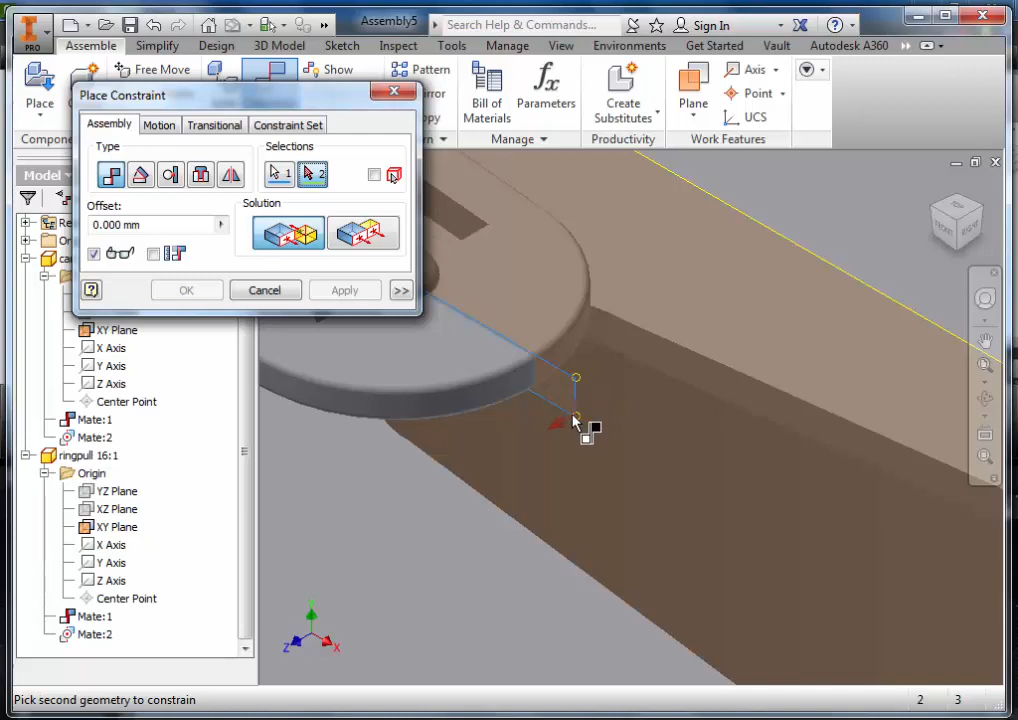 PRO
Assembly5
Search Help & Commands...
Sign In
Assemble Simplify Design 3D Model Sketch Inspect Tools Manage View Environments Get Started Vault Autodesk A360
Place
Free Move
Show
Pattern
Bill of Materials
Parameters
Create Substitutes
Plane
Axis
Point
UCS
Manage
Productivity
Work Features
Place Constraint
Assembly Motion Transitional Constraint Set
Type
Selections
1
2
Offset:
0.000 mm
Solution
OK Cancel Apply >>
Model
XY Plane
X Axis
Y Axis
Z Axis
Center Point
Mate:1
Mate:2
ringpull 16:1
Origin
YZ Plane
XZ Plane
XY Plane
X Axis
Y Axis
Z Axis
Center Point
Mate:1
Mate:2
FRONT
RIGHT
Y
Z
X
Pick second geometry to constrain
2 3